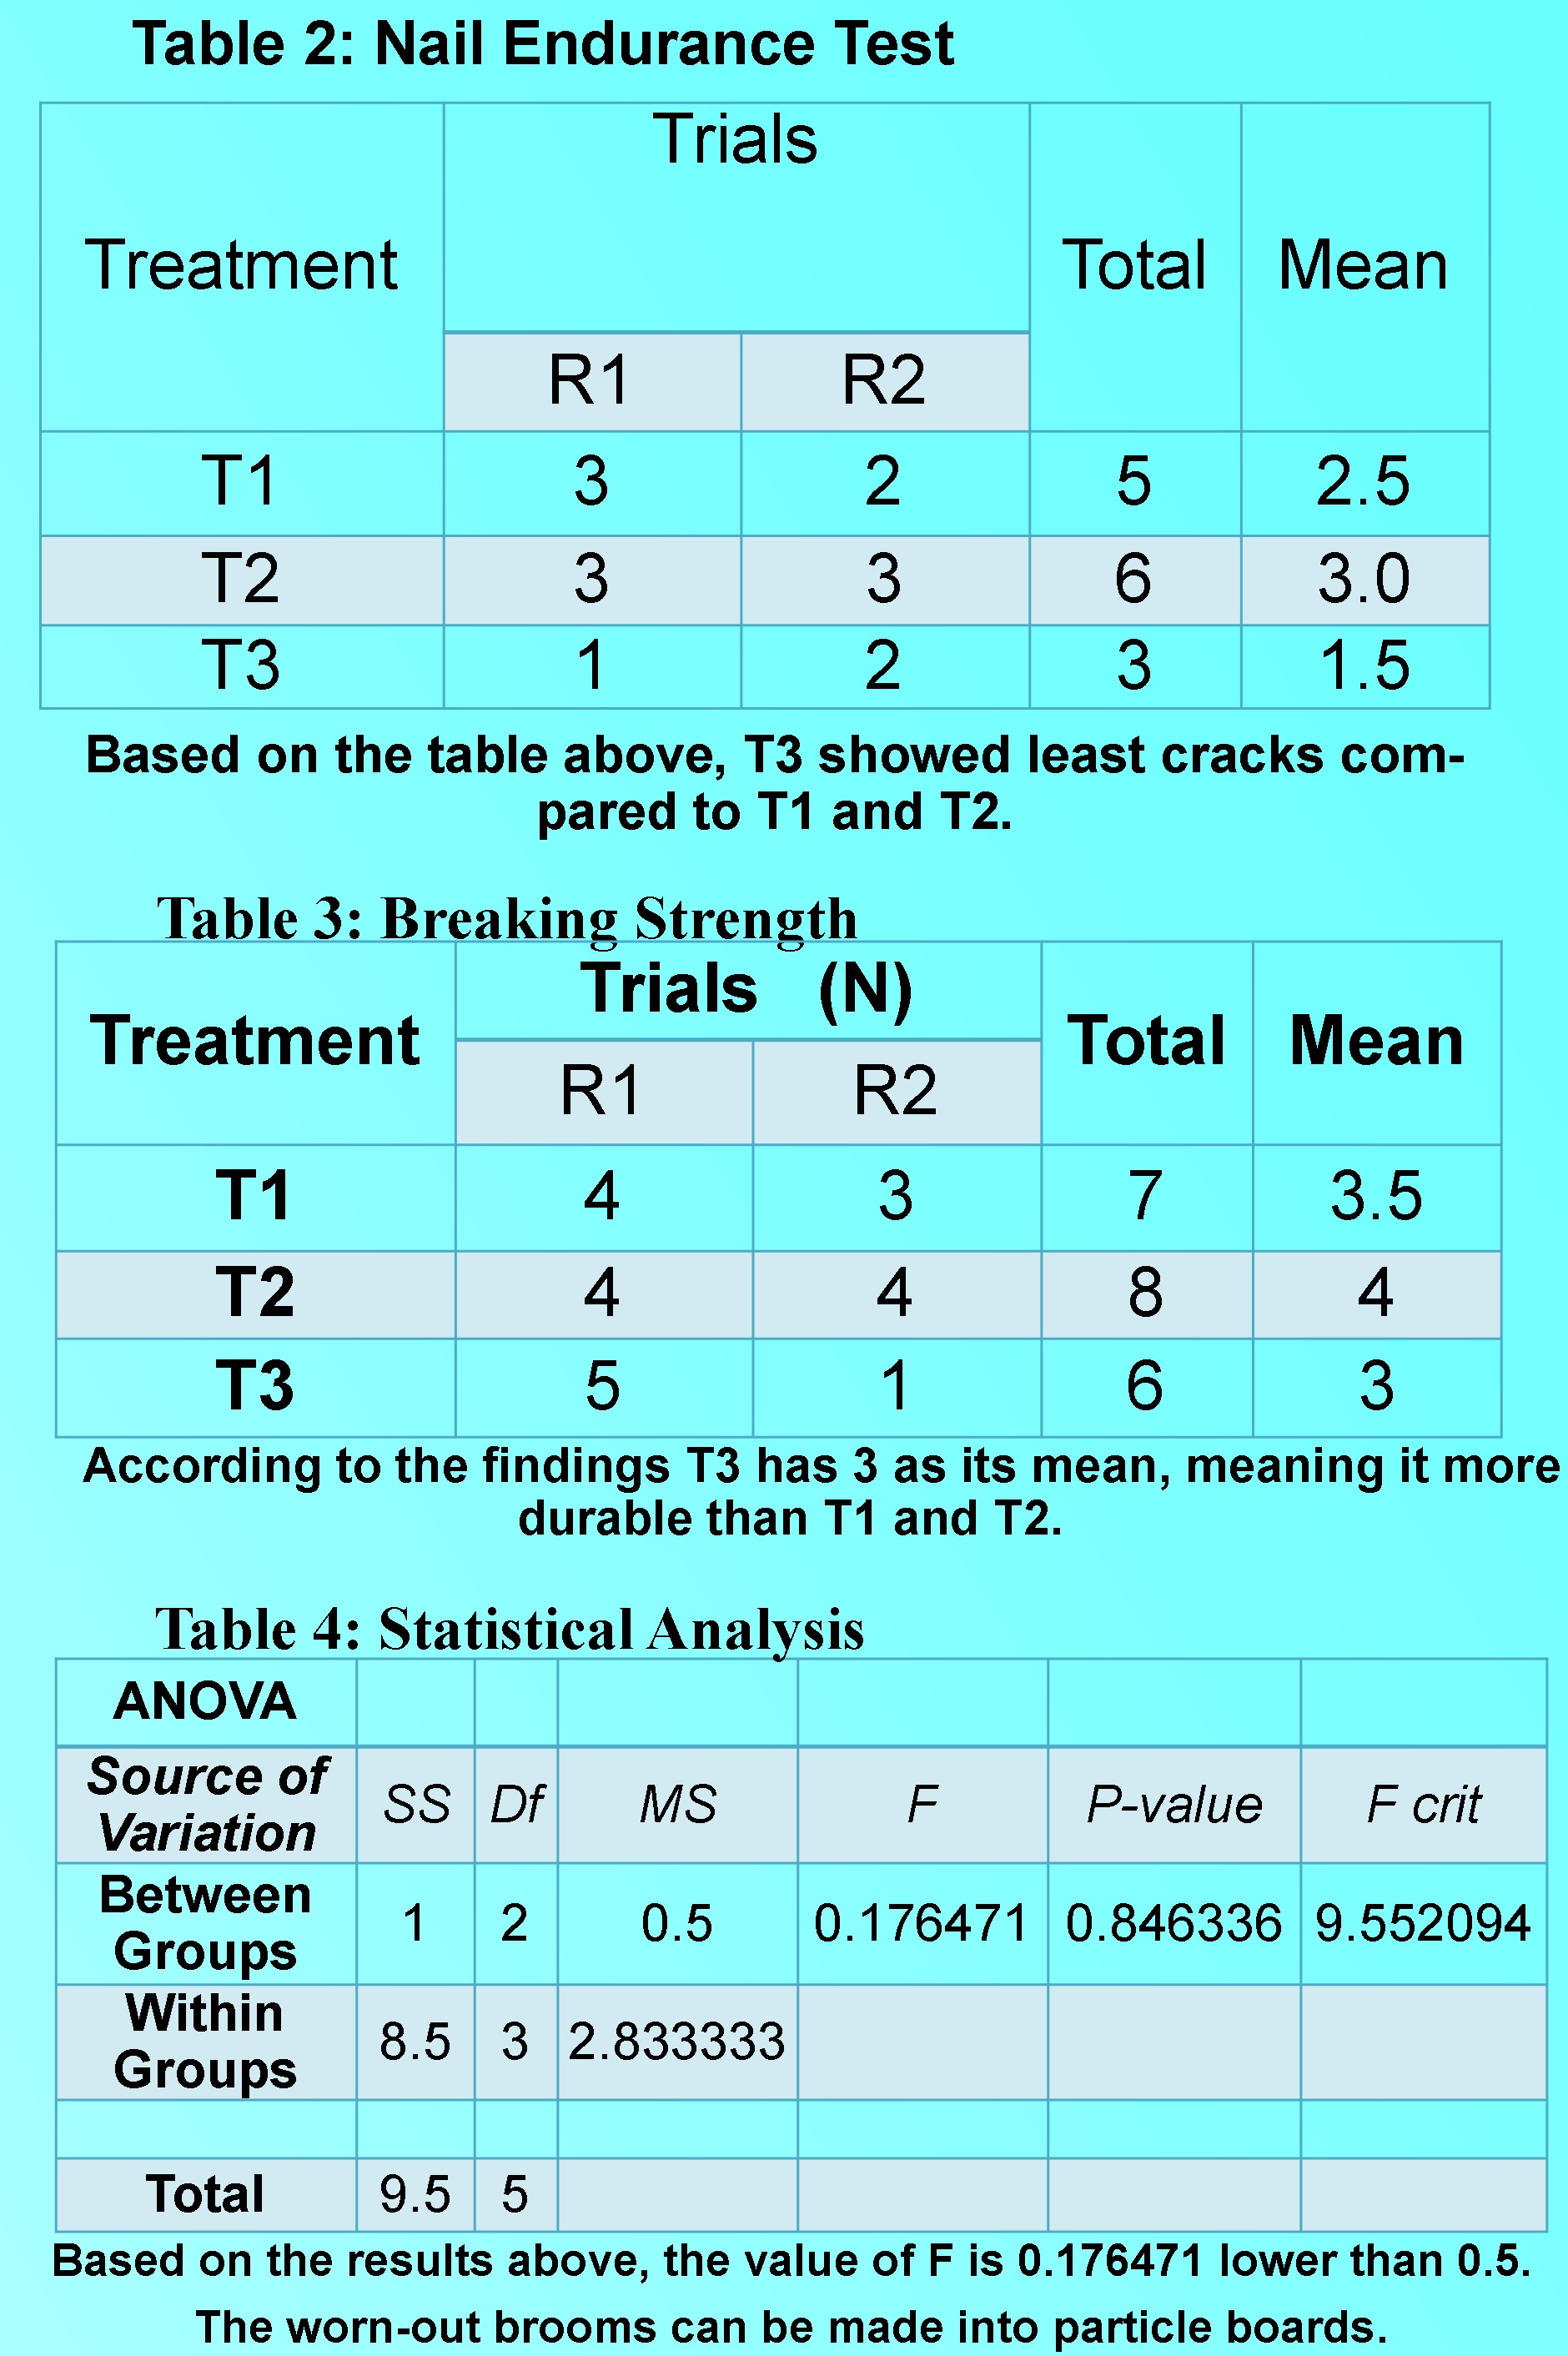 Table 2: Nail Endurance Test
Treatment Trials Total Mean
R1 R2
T1 3 2 5 2.5
T2 3 3 6 3.0
T3 1 2 3 1.5
Based on the table above, T3 showed least cracks com-
pared to T1 and T2.
Table 3: Breaking Strength
Treatment Trials (N) Total Mean
R1 R2
T1 4 3 7 3.5
T2 4 4 8 4
T3 5 1 6 3
According to the findings T3 has 3 as its mean, meaning it more
durable than T1 and T2.
Table 4: Statistical Analysis
ANOVA
Source of
Variation SS Df MS F P-value F crit
Between
Groups 1 2 0.5 0.176471 0.846336 9.552094
Within
Groups 8.5 3 2.833333
Total 9.5 5
Based on the results above, the value of F is 0.176471 lower than 0.5.
The worn-out brooms can be made into particle boards.